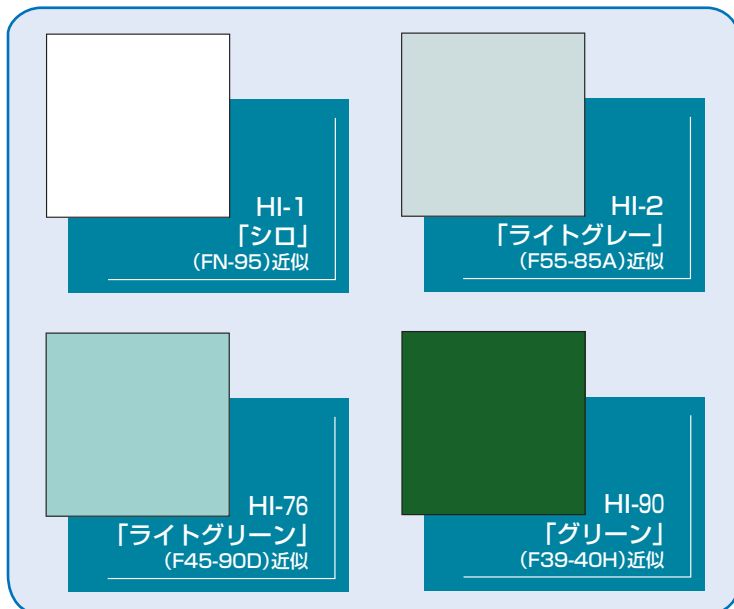 HI-1
「シロ」
(FN-95)近似
HI-2
「ライトグレー」
(F55-85A)近似
HI-76
「ライトグリーン」
(F45-90D)近似
HI-90
「グリーン」
(F39-40H)近似